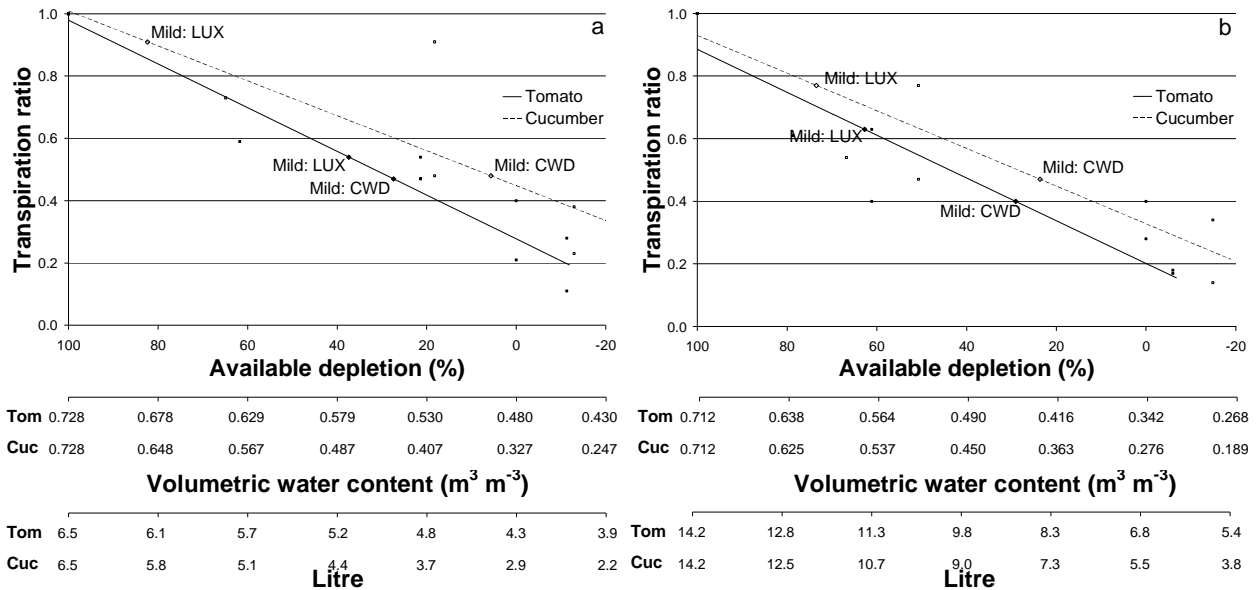 1.0
0.8
0.6
0.4
0.2
0.0
Transpiration ratio
a
Mild: LUX
Tomato
Cucumber
Mild: LUX
Mild: CWD
Mild: CWD
100 80 60 40 20 0 -20
Available depletion (%)
Tom 0.728 0.678 0.629 0.579 0.530 0.480 0.430
Cuc 0.728 0.648 0.567 0.487 0.407 0.327 0.247
Volumetric water content (m³ m⁻³)
Tom 6.5 6.1 5.7 5.2 4.8 4.3 3.9
Cuc 6.5 5.8 5.1 4.4 3.7 2.9 2.2
Litre
1.0
0.8
0.6
0.4
0.2
0.0
Transpiration ratio
b
Mild: LUX
Tomato
Cucumber
Mild: LUX
Mild: CWD
Mild: CWD
100 80 60 40 20 0 -20
Available depletion (%)
Tom 0.712 0.638 0.564 0.490 0.416 0.342 0.268
Cuc 0.712 0.625 0.537 0.450 0.363 0.276 0.189
Volumetric water content (m³ m⁻³)
Tom 14.2 12.8 11.3 9.8 8.3 6.8 5.4
Cuc 14.2 12.5 10.7 9.0 7.3 5.5 3.8
Litre